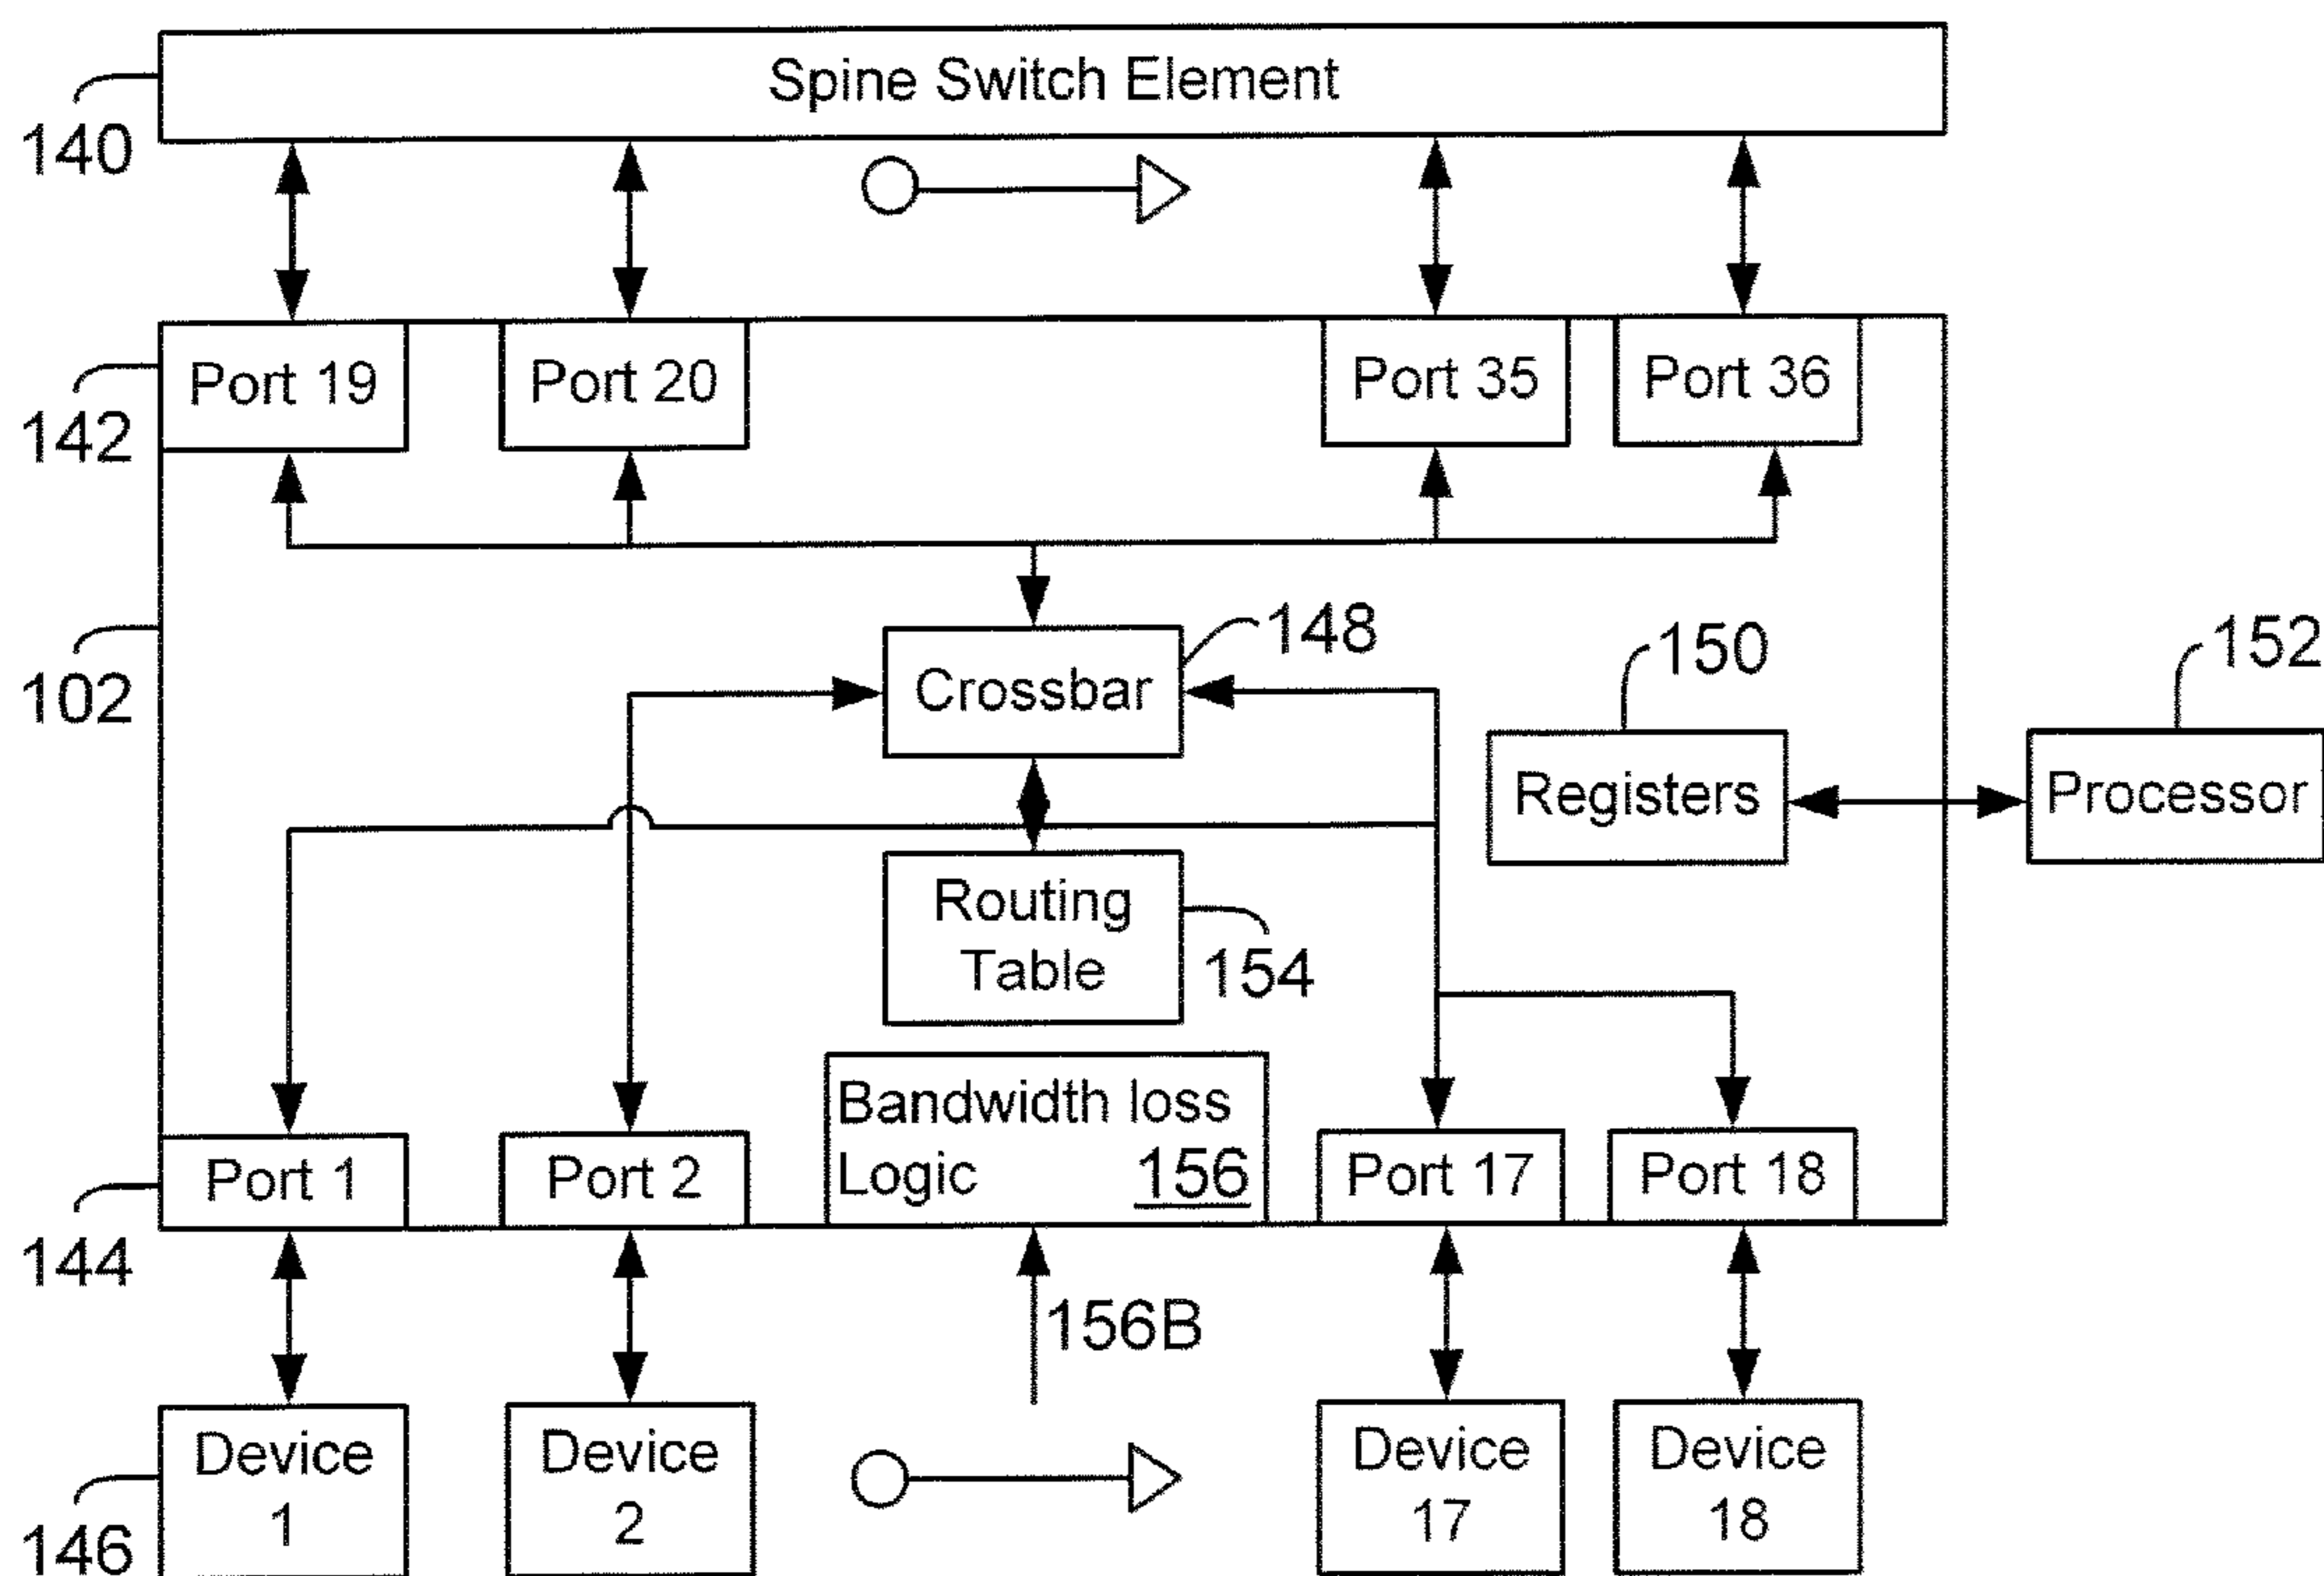 Spine Switch Element
140
Port 19
Port 20
Port 35
Port 36
142
148
150
152
102
Crossbar
Registers
Processor
Routing
Table
154
Bandwidth loss
Logic 156
Port 1
Port 2
Port 17
Port 18
144
156B
Device
1
Device
2
Device
17
Device
18
146